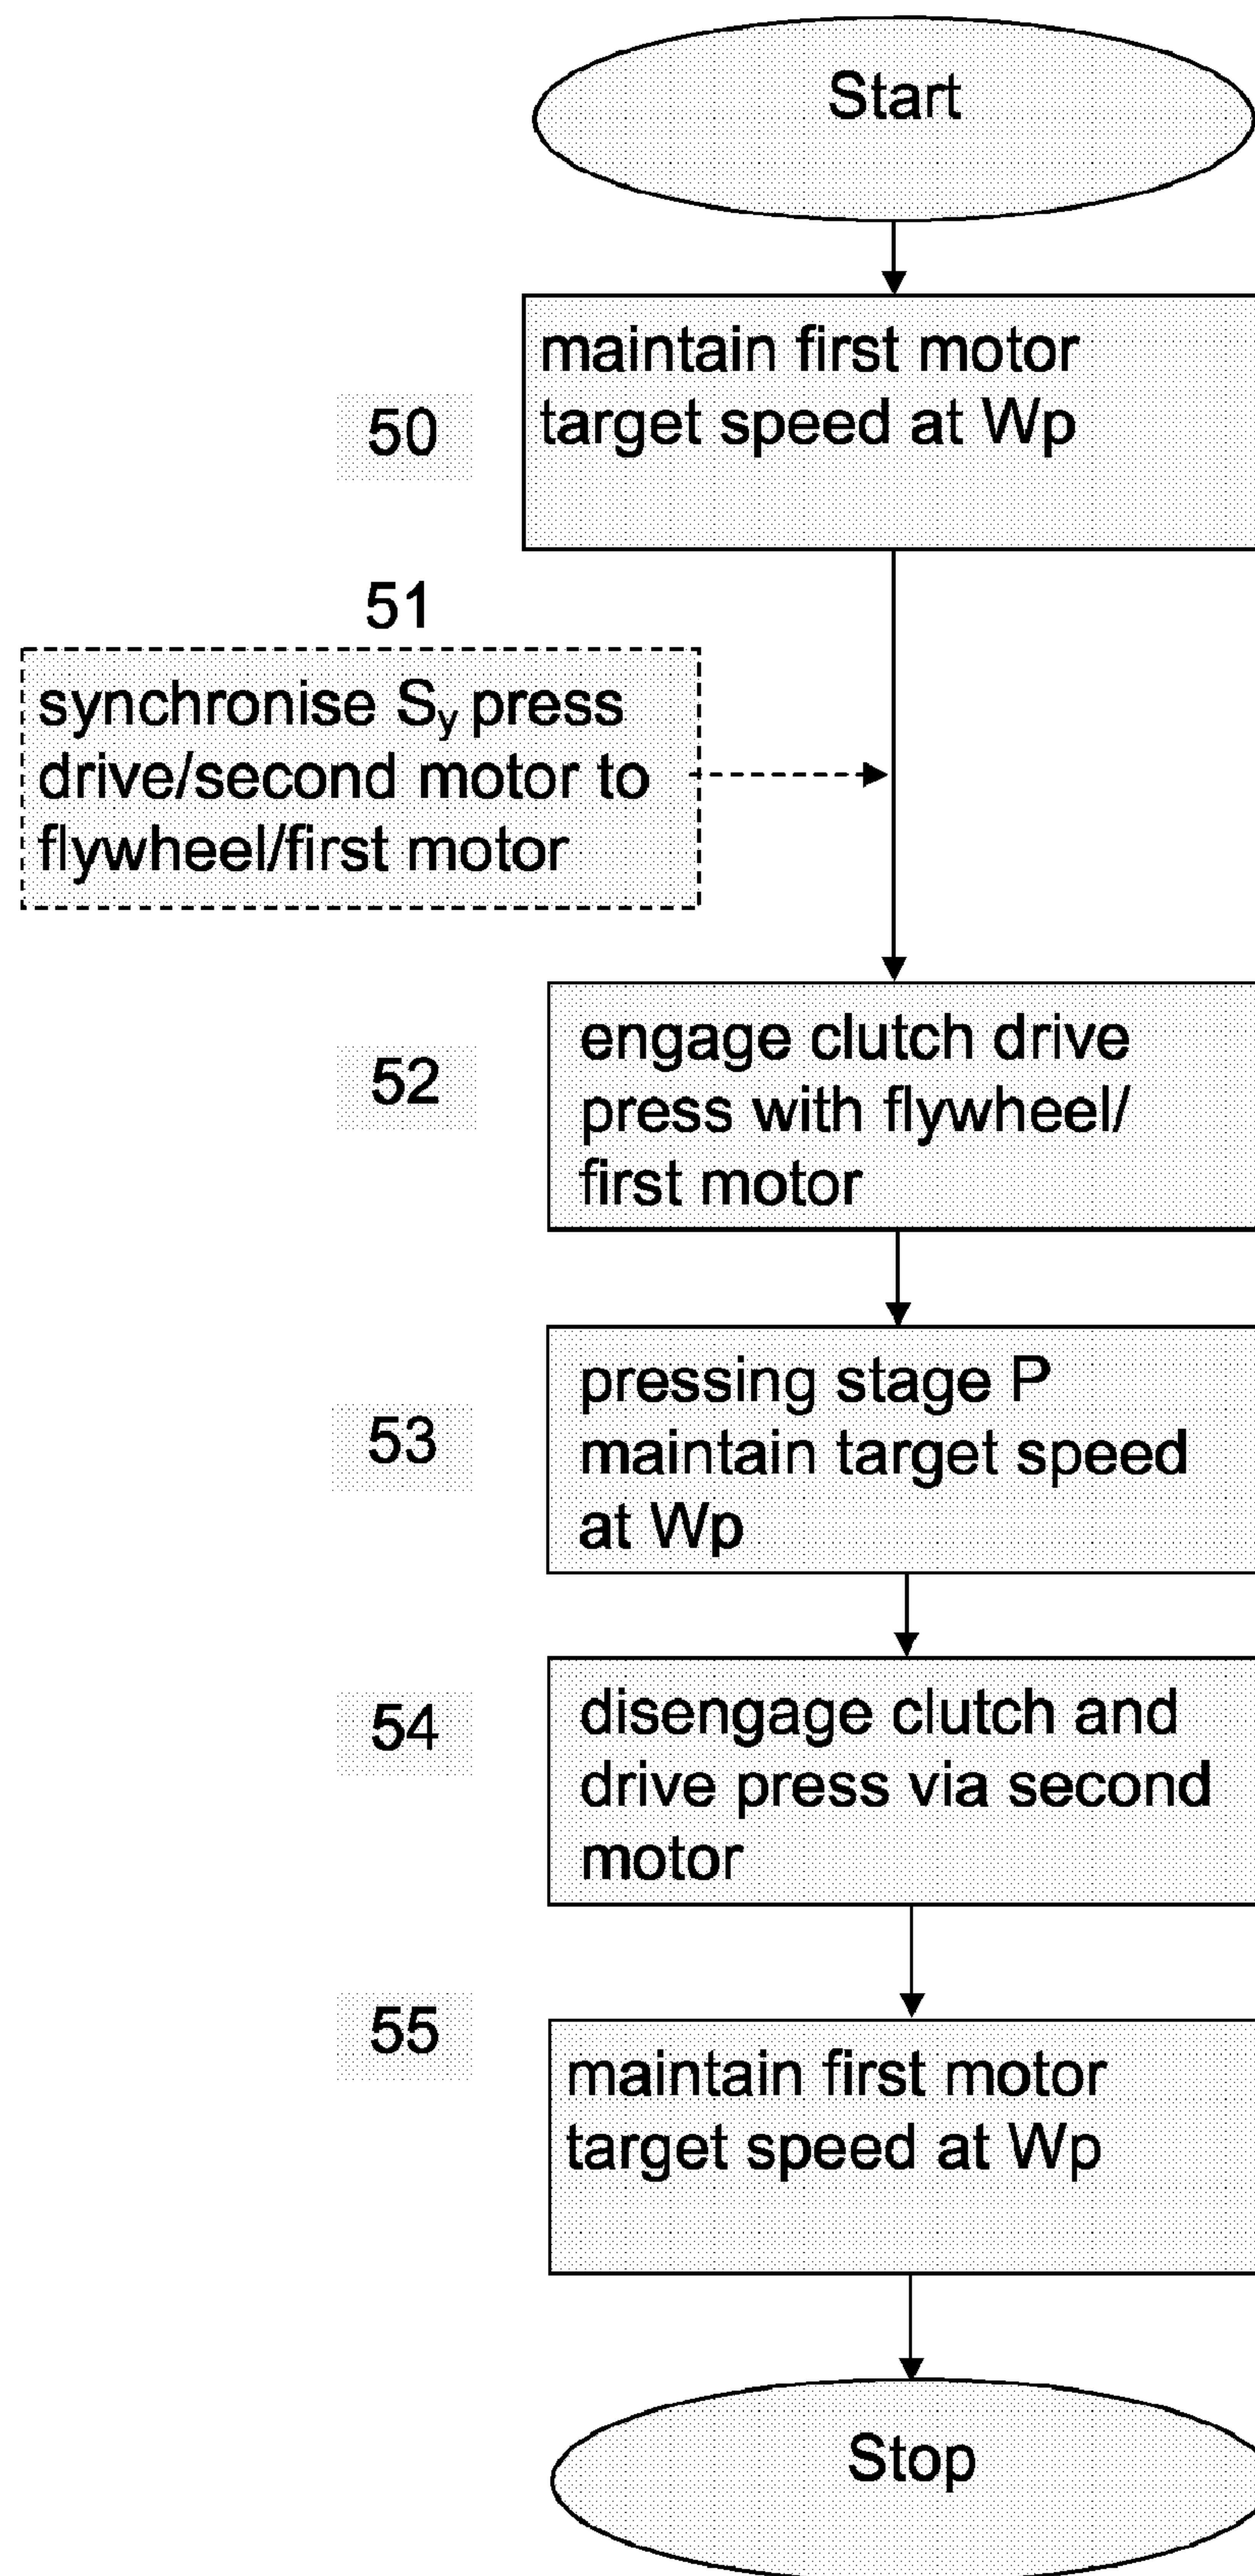 Start
maintain first motor
target speed at Wp
50
51
synchronise Sy press
drive/second motor to
flywheel/first motor
engage clutch drive
press with flywheel/
first motor
52
pressing stage P
maintain target speed
at Wp
53
disengage clutch and
drive press via second
motor
54
55
maintain first motor
target speed at Wp
Stop